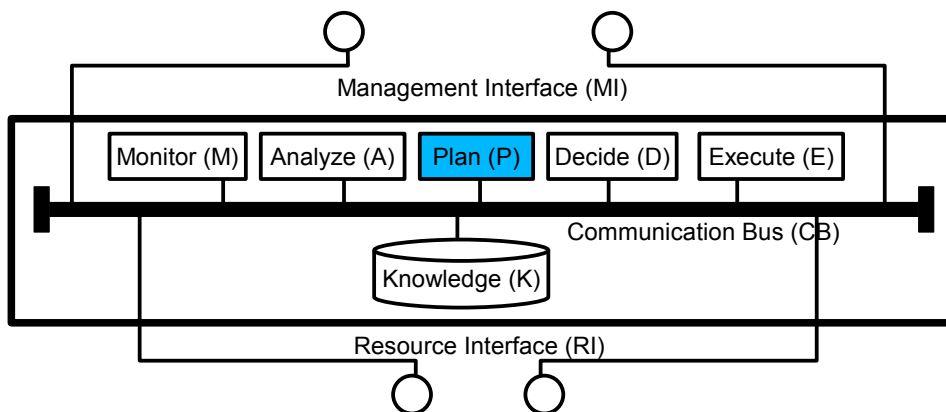 Management Interface (MI)
Monitor (M)
Analyze (A)
Plan (P)
Decide (D)
Execute (E)
Communication Bus (CB)
Knowledge (K)
Resource Interface (RI)